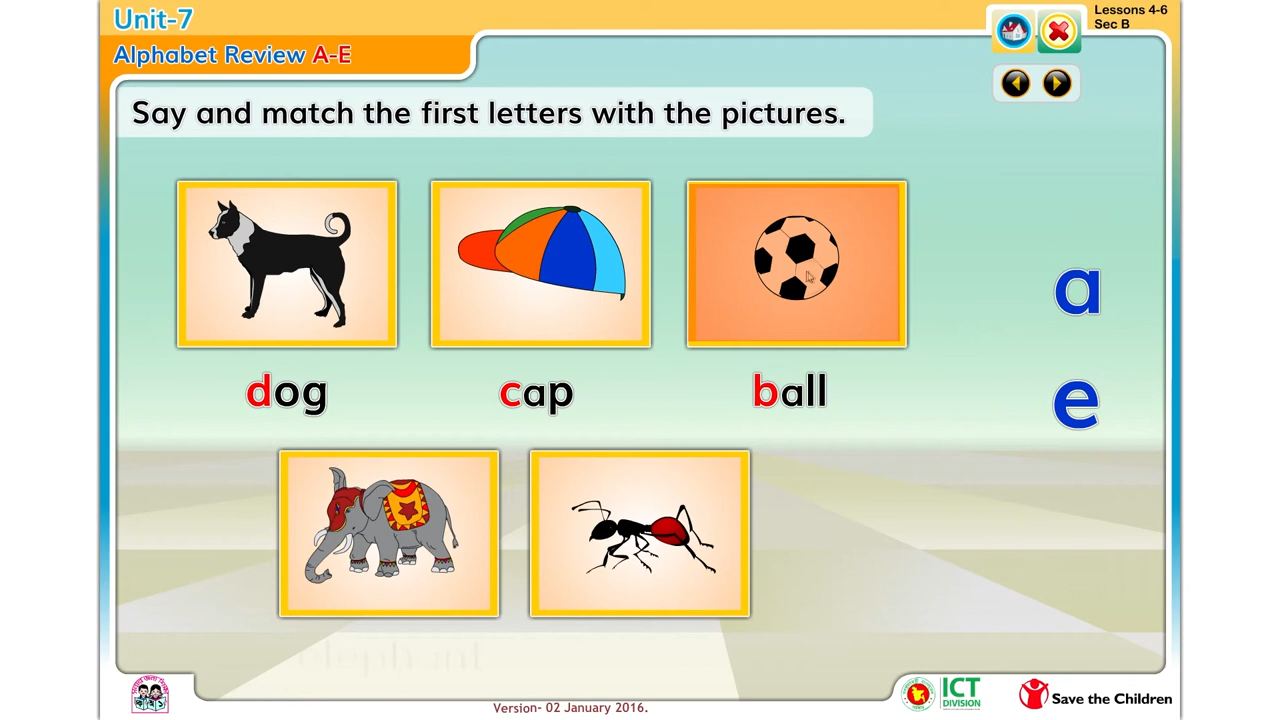 Unit-7
Lessons 4-6
Sec B
Alphabet Review A-E
Say and match the first letters with the pictures.
a
dog
cap
ball
e
elephant
ICT
DIVISION
Save the Children
Version- 02 January 2016.